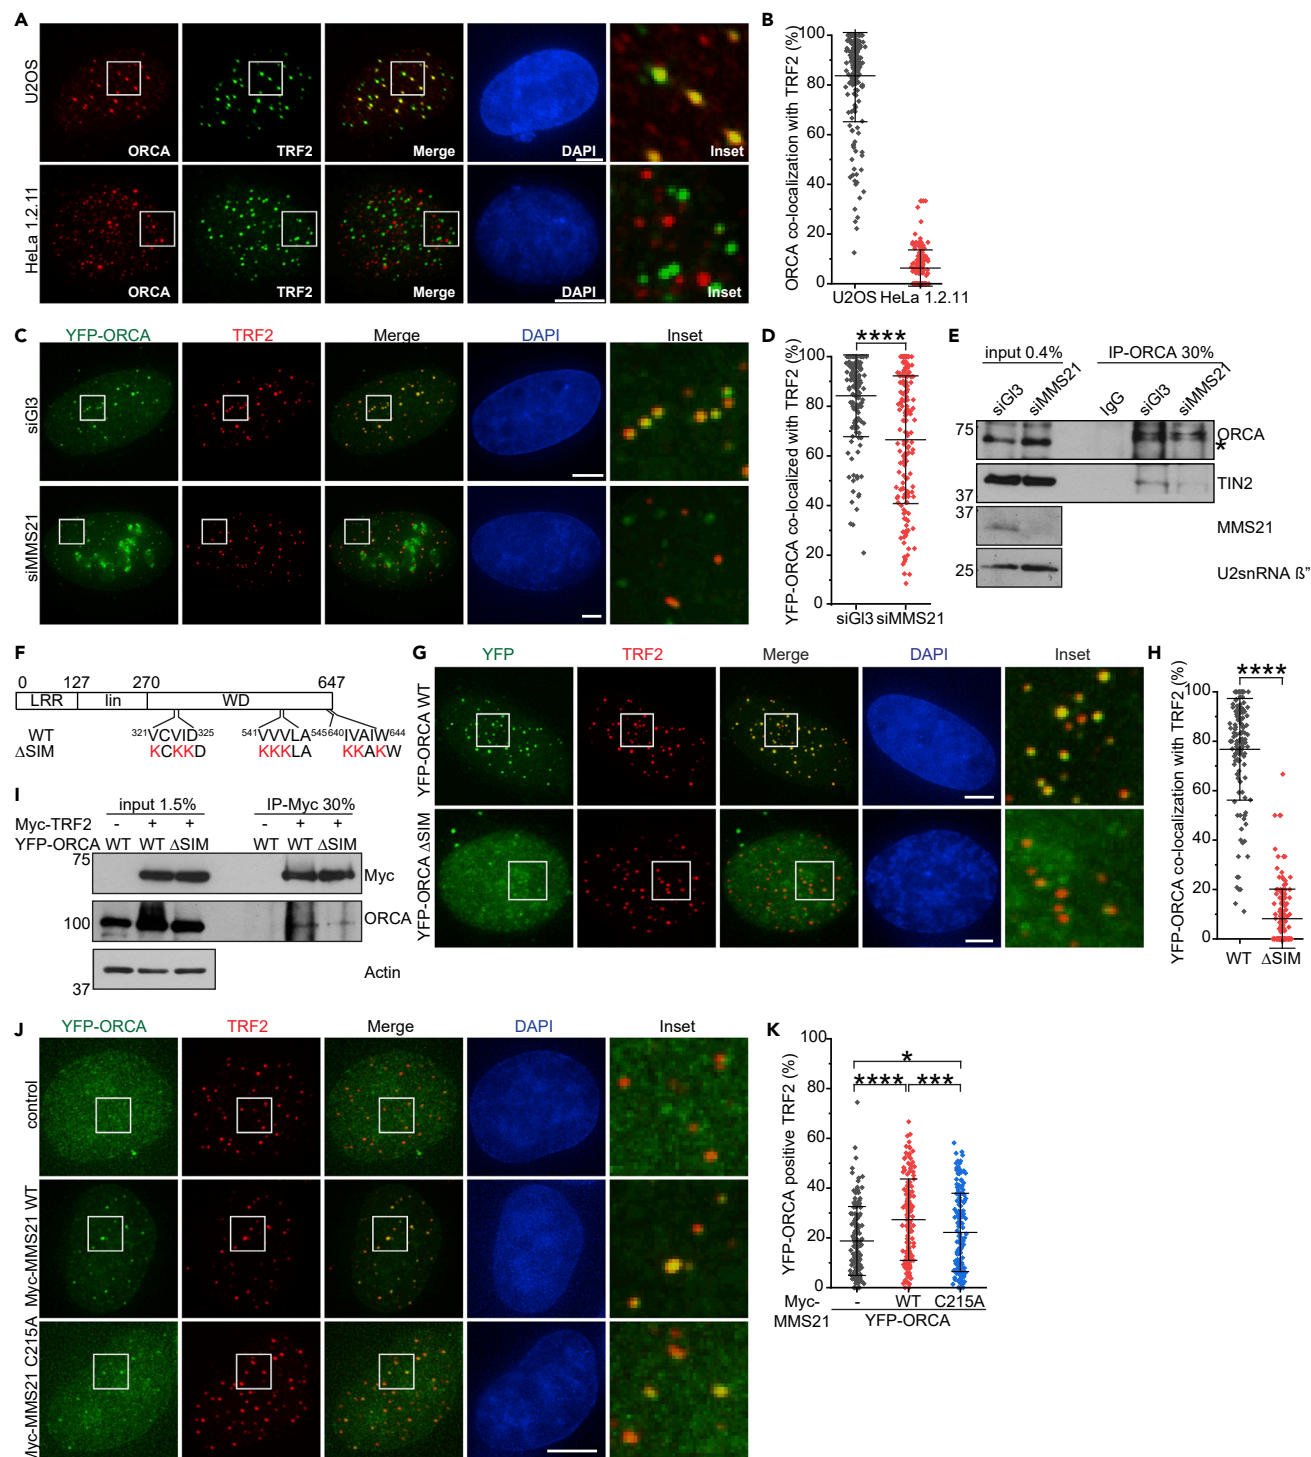 A
U2OS
ORCA
TRF2
Merge
DAPI
Inset
HeLa 1.2.11
ORCA
TRF2
Merge
DAPI
Inset
B
ORCA co-localization with TRF2 (%)
100
80
60
40
20
0
U2OS HeLa 1.2.11
C
YFP-ORCA
TRF2
Merge
DAPI
Inset
siGl3
siMMS21
D
YFP-ORCA co-localized with TRF2 (%)
****
100
80
60
40
20
0
siGl3 siMMS21
E
input 0.4%
IP-ORCA 30%
siGl3
siMMS21
IgG
siGl3
siMMS21
75
ORCA
*
TIN2
37
37
MMS21
25
U2snRNA ß”
F
0 127 270 647
LRR lin WD
WT
321VCVID325
541VVVLA545
640IVAIW644
ΔSIM
KCKKD
KKKLA
KKAKW
G
YFP
TRF2
Merge
DAPI
Inset
YFP-ORCA WT
YFP-ORCA ΔSIM
H
YFP-ORCA co-localization with TRF2 (%)
****
100
80
60
40
20
0
WT ΔSIM
I
input 1.5% IP-Myc 30%
Myc-TRF2 - + + - + +
YFP-ORCA WT WT ΔSIM WT WT ΔSIM
75
Myc
100
ORCA
Actin
37
J
YFP-ORCA
TRF2
Merge
DAPI
Inset
control
Myc-MMS21 WT
Myc-MMS21 C215A
K
YFP-ORCA positive TRF2 (%)
*
**** ***
100
80
60
40
20
0
Myc-MMS21 - WT C215A
YFP-ORCA